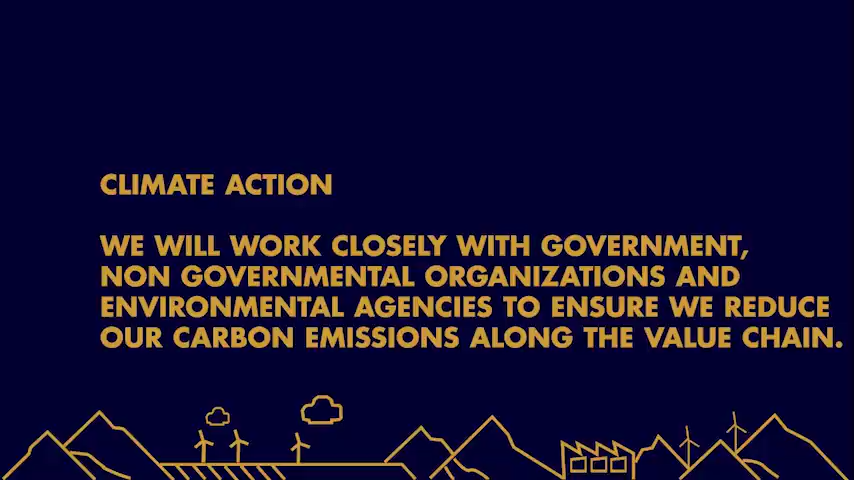 CLIMATE ACTION
WE WILL WORK CLOSELY WITH GOVERNMENT,
NON GOVERNMENTAL ORGANIZATIONS AND
ENVIRONMENTAL AGENCIES TO ENSURE WE REDUCE
OUR CARBON EMISSIONS ALONG THE VALUE CHAIN.